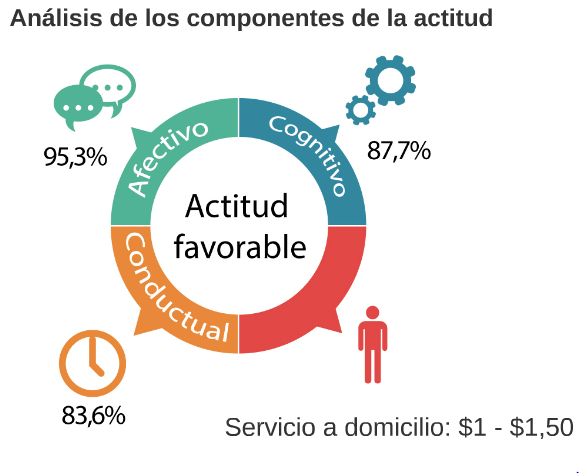 Análisis de los componentes de la actitud
95,3%
Afectivo
Cognitivo
87,7%
Actitud
favorable
Conductual
83,6%
Servicio a domicilio: $1 - $1,50